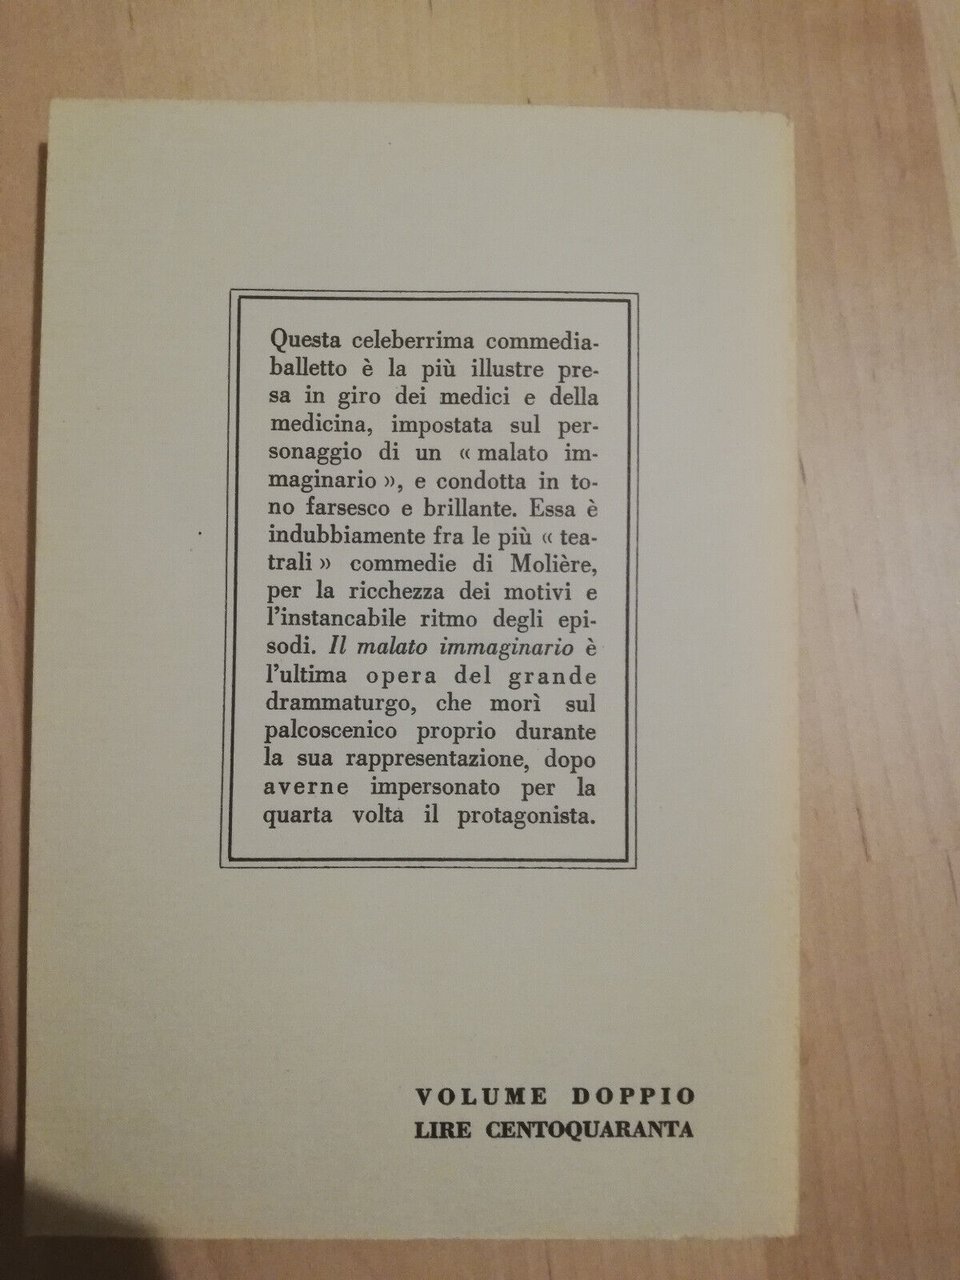 Questa celeberrima commedia-
balletto è la più illustre pre-
sa in giro dei medici e della
medicina, impostata sul per-
sonaggio di un « malato im-
maginario », e condotta in to-
no farsesco e brillante. Essa è
indubbiamente fra le più « tea-
trali » commedie di Molière,
per la ricchezza dei motivi e
l'instancabile ritmo degli epi-
sodi. Il malato immaginario è
l'ultima opera del grande
drammaturgo, che morì sul
palcoscenico proprio durante
la sua rappresentazione, dopo
averne impersonato per la
quarta volta il protagonista.
VOLUME DOPPIO
LIRE CENTOQUARANTA